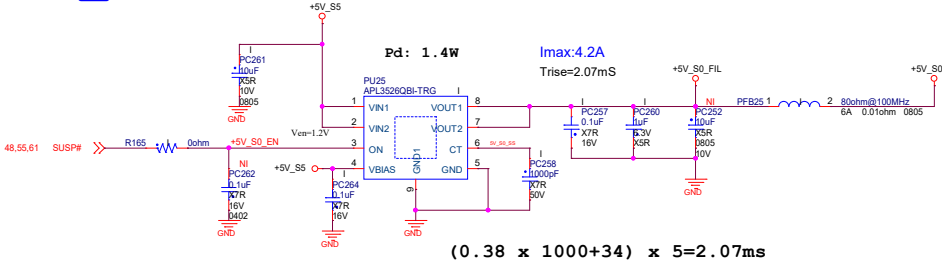 +5V_S5
Pd: 1.4W
Imax:4.2A
Trise=2.07mS
I
PC261
10uF
X5R
10V
0805
GND
PU25
APL3526QBI-TRG
I
1 VIN1 VOUT1 8
2 VIN2 VOUT2 7
3 ON CT 6
4 VBIAS GND 5
GND1
9
Ven=1.2V
48,55,61 SUSP# R165 0ohm +5V_S0_EN
+5V_S5
5V_S0_SS
NI
PC262
0.1uF
X7R
16V
0402
GND
I
PC264
0.1uF
X7R
16V
GND
GND
I
PC258
1000pF
X7R
50V
I
PC257
0.1uF
X7R
16V
I
PC260
1uF
6.3V
X5R
+5V_S0_FIL
NI
PC252
10uF
X5R
0805
10V
GND
PFB25 1 I 2 80ohm@100MHz
6A 0.01ohm 0805
+5V_S0
(0.38 x 1000+34) x 5=2.07ms